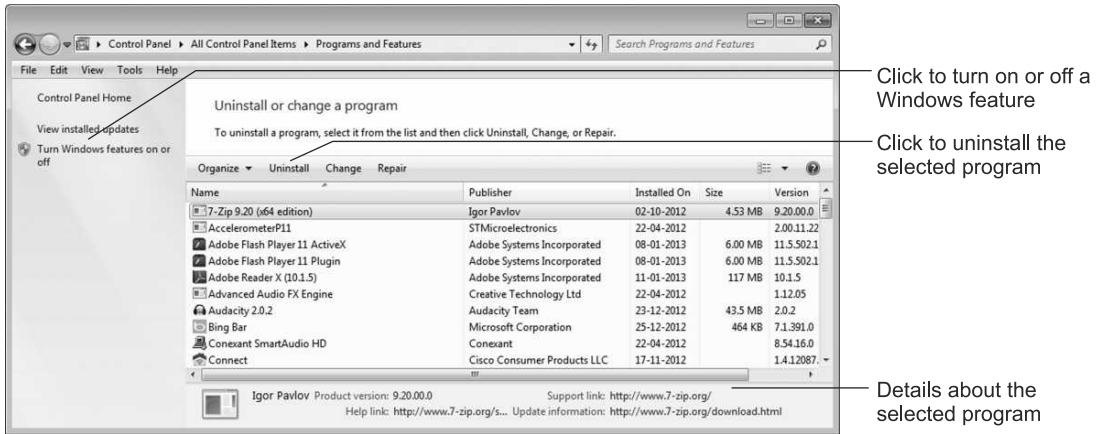 Control Panel ▸ All Control Panel Items ▸ Programs and Features
Search Programs and Features
File Edit View Tools Help
Control Panel Home
View installed updates
Turn Windows features on or
off
Uninstall or change a program
To uninstall a program, select it from the list and then click Uninstall, Change, or Repair.
Organize Uninstall Change Repair
Name Publisher Installed On Size Version
7-Zip 9.20 (x64 edition) Igor Pavlov 02-10-2012 4.53 MB 9.20.00.0
AccelerometerP11 STMicroelectronics 22-04-2012 2.00.11.22
Adobe Flash Player 11 ActiveX Adobe Systems Incorporated 08-01-2013 6.00 MB 11.5.502.1
Adobe Flash Player 11 Plugin Adobe Systems Incorporated 08-01-2013 6.00 MB 11.5.502.1
Adobe Reader X (10.1.5) Adobe Systems Incorporated 11-01-2013 117 MB 10.1.5
Advanced Audio FX Engine Creative Technology Ltd 22-04-2012 1.12.05
Audacity 2.0.2 Audacity Team 23-12-2012 43.5 MB 2.0.2
Bing Bar Microsoft Corporation 25-12-2012 464 KB 7.1.391.0
Conexant SmartAudio HD Conexant 22-04-2012 8.54.16.0
Connect Cisco Consumer Products LLC 17-11-2012 1.4.12087.
Igor Pavlov Product version: 9.20.00.0 Support link: http://www.7-zip.org/
Help link: http://www.7-zip.org/s... Update information: http://www.7-zip.org/download.html
Click to turn on or off a
Windows feature
Click to uninstall the
selected program
Details about the
selected program